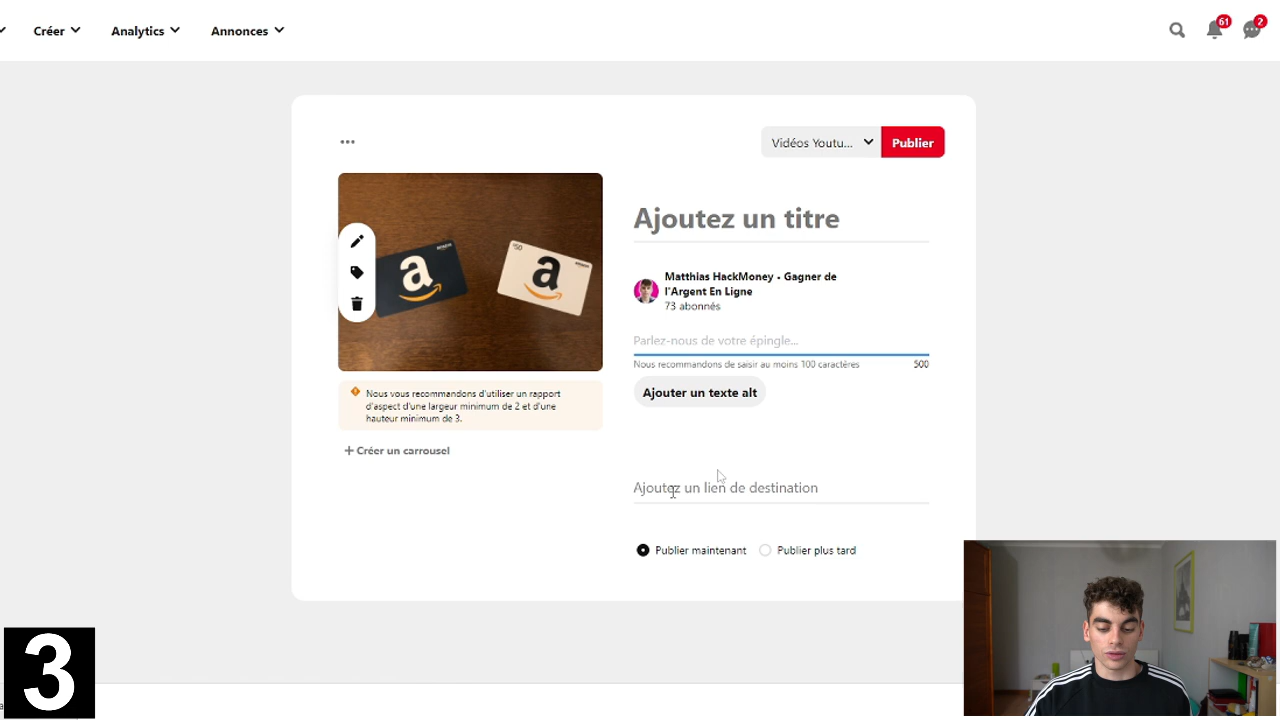 Créer
Analytics
Annonces
61
2
Vidéos Youtu...
Publier
Ajoutez un titre
Matthias HackMoney - Gagner de
l'Argent En Ligne
73 abonnés
Parlez-nous de votre épingle...
Nous recommandons de saisir au moins 100 caractères
500
Ajouter un texte alt
a
a
$50
Nous vous recommandons d'utiliser un rapport
d'aspect d'une largeur minimum de 2 et d'une
hauteur minimum de 3.
+ Créer un carrousel
Ajoutez un lien de destination
Publier maintenant
Publier plus tard
3